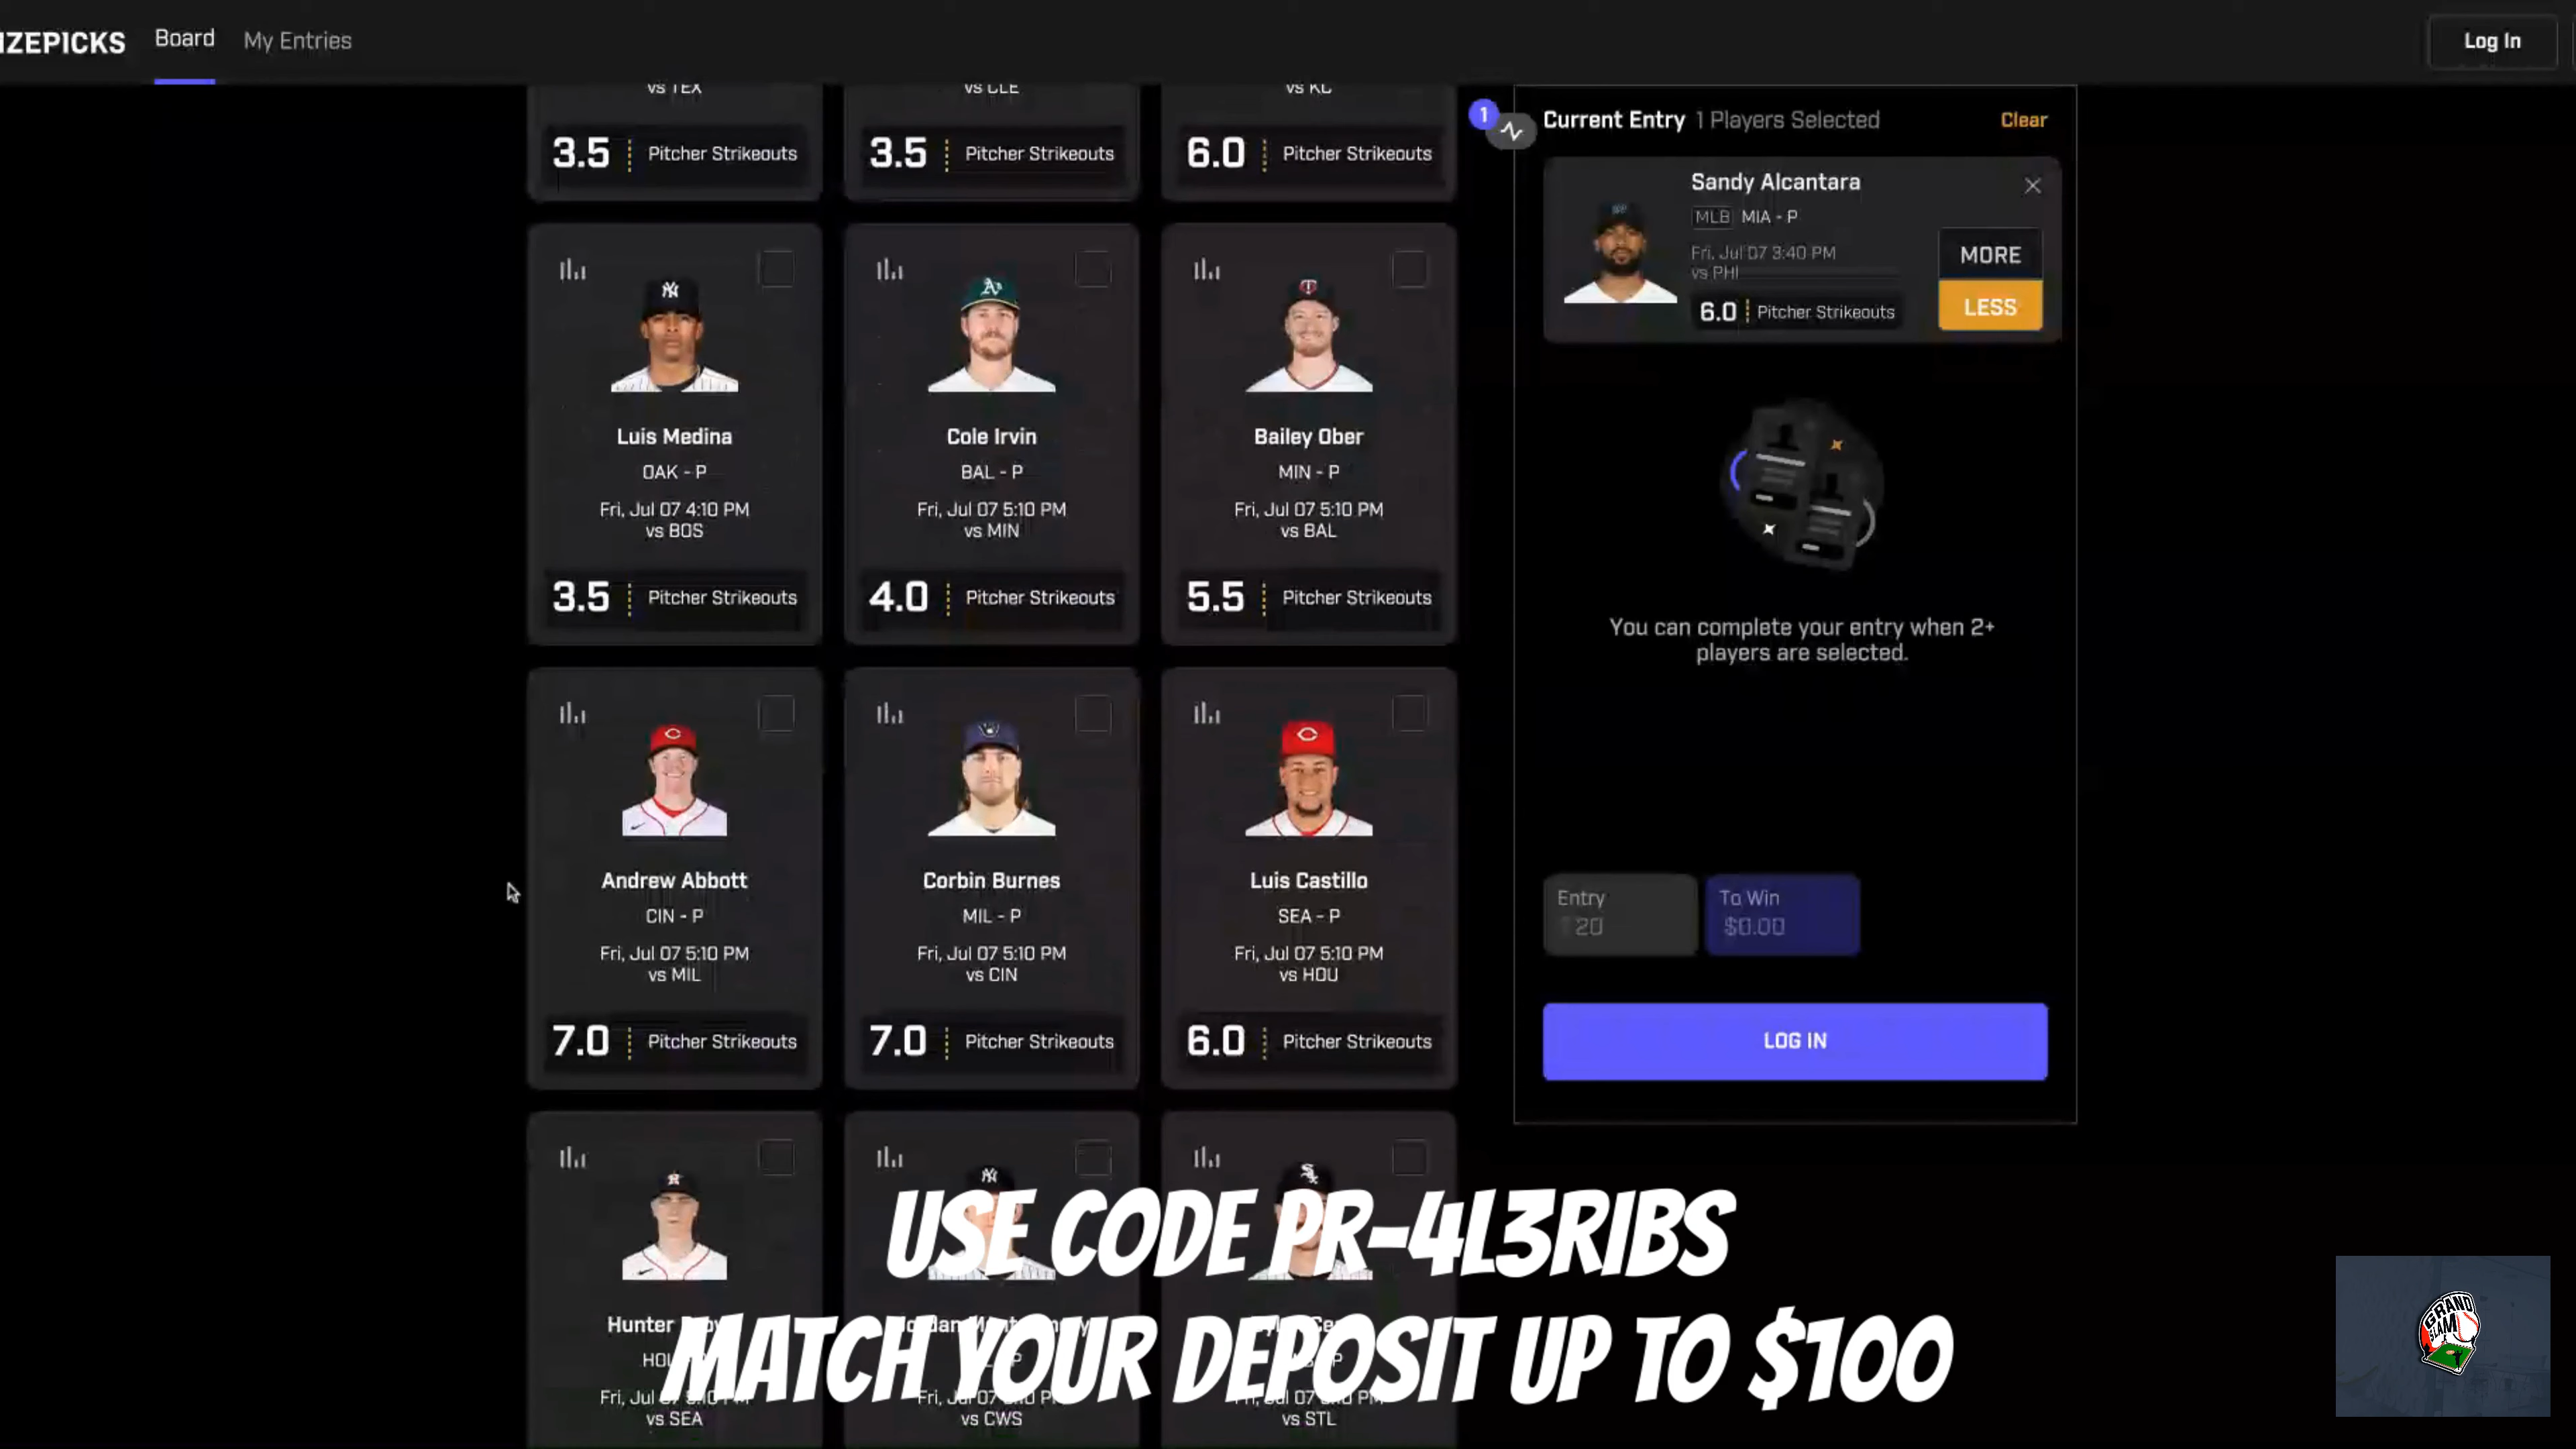 IZEPICKS
Board
My Entries
Log In
vs TEX
3.5
Pitcher Strikeouts
vs CLE
3.5
Pitcher Strikeouts
vs KC
6.0
Pitcher Strikeouts
1
Current Entry
1 Players Selected
Clear
Sandy Alcantara
MLB
MIA - P
Fri, Jul 07 3:40 PM
vs PHI
6.0
Pitcher Strikeouts
MORE
LESS
Luis Medina
OAK - P
Fri, Jul 07 4:10 PM
vs BOS
3.5
Pitcher Strikeouts
Cole Irvin
BAL - P
Fri, Jul 07 5:10 PM
vs MIN
4.0
Pitcher Strikeouts
Bailey Ober
MIN - P
Fri, Jul 07 5:10 PM
vs BAL
5.5
Pitcher Strikeouts
You can complete your entry when 2+
players are selected.
Andrew Abbott
CIN - P
Fri, Jul 07 5:10 PM
vs MIL
7.0
Pitcher Strikeouts
Corbin Burnes
MIL - P
Fri, Jul 07 5:10 PM
vs CIN
7.0
Pitcher Strikeouts
Luis Castillo
SEA - P
Fri, Jul 07 5:10 PM
vs HOU
6.0
Pitcher Strikeouts
Entry
20
To Win
$0.00
LOG IN
USE CODE PR-4L3RIBS
MATCH YOUR DEPOSIT UP TO $100
Hunter
Fri, Jul
vs SEA
Fri, Jul 07
vs CWS
Jul 07
vs STL
GRAND
SLAM